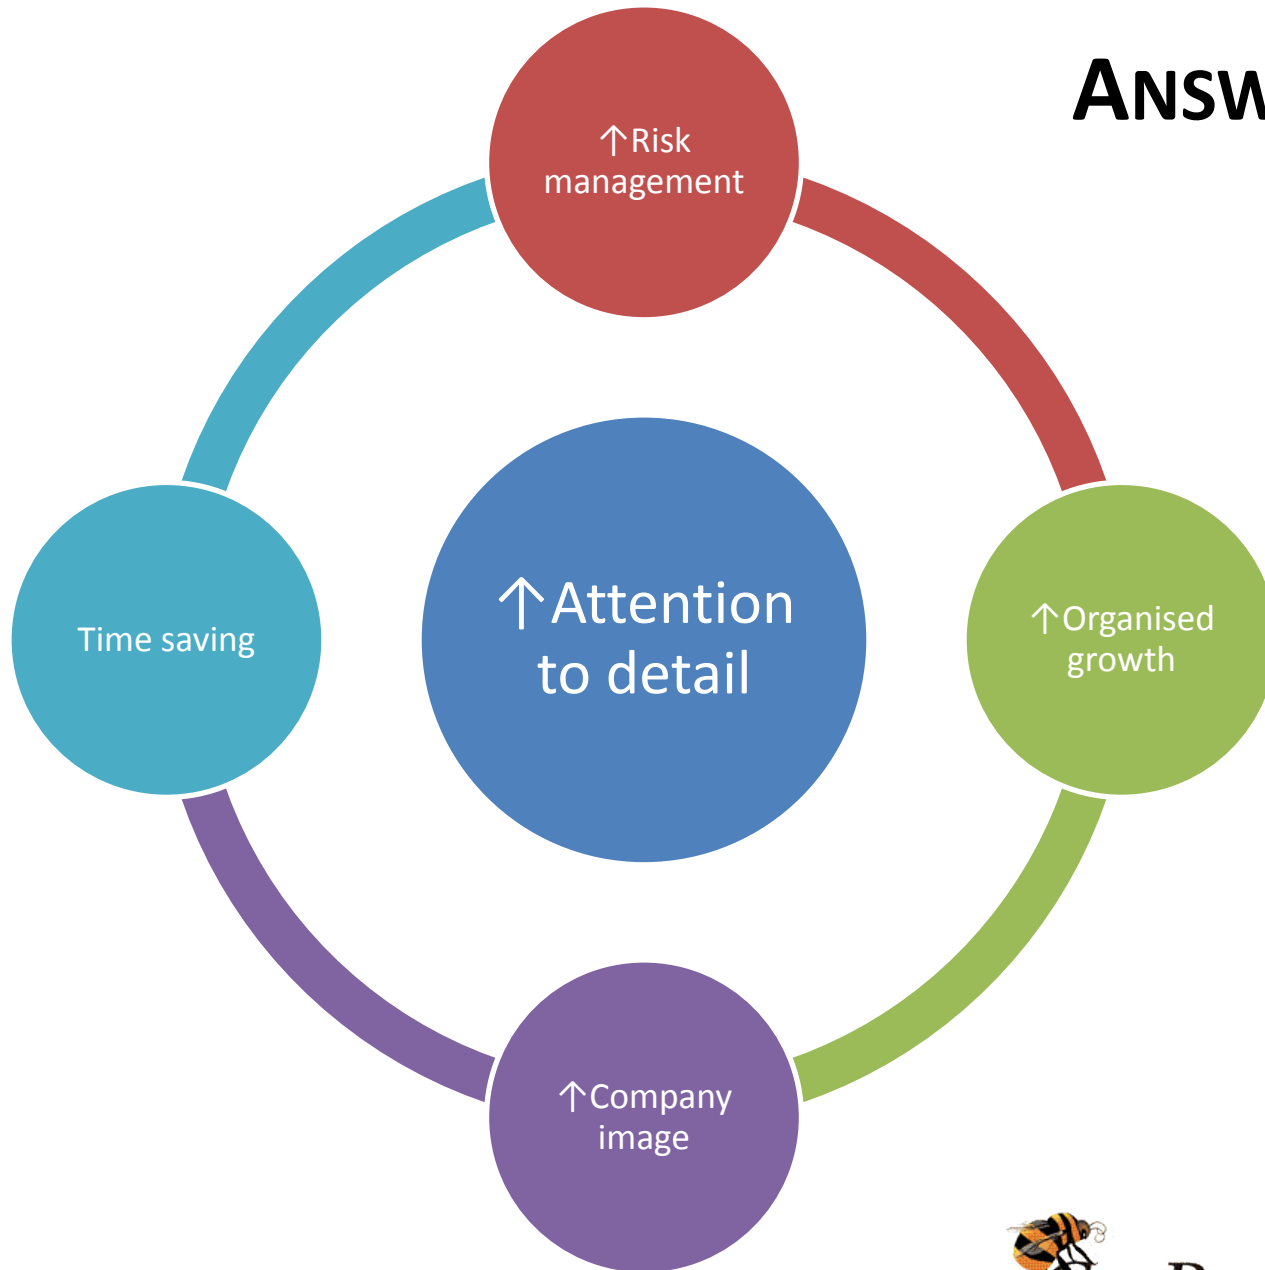 ANSW
↑Risk
management
↑Attention
to detail
Time saving
↑Organised
growth
↑Company
image